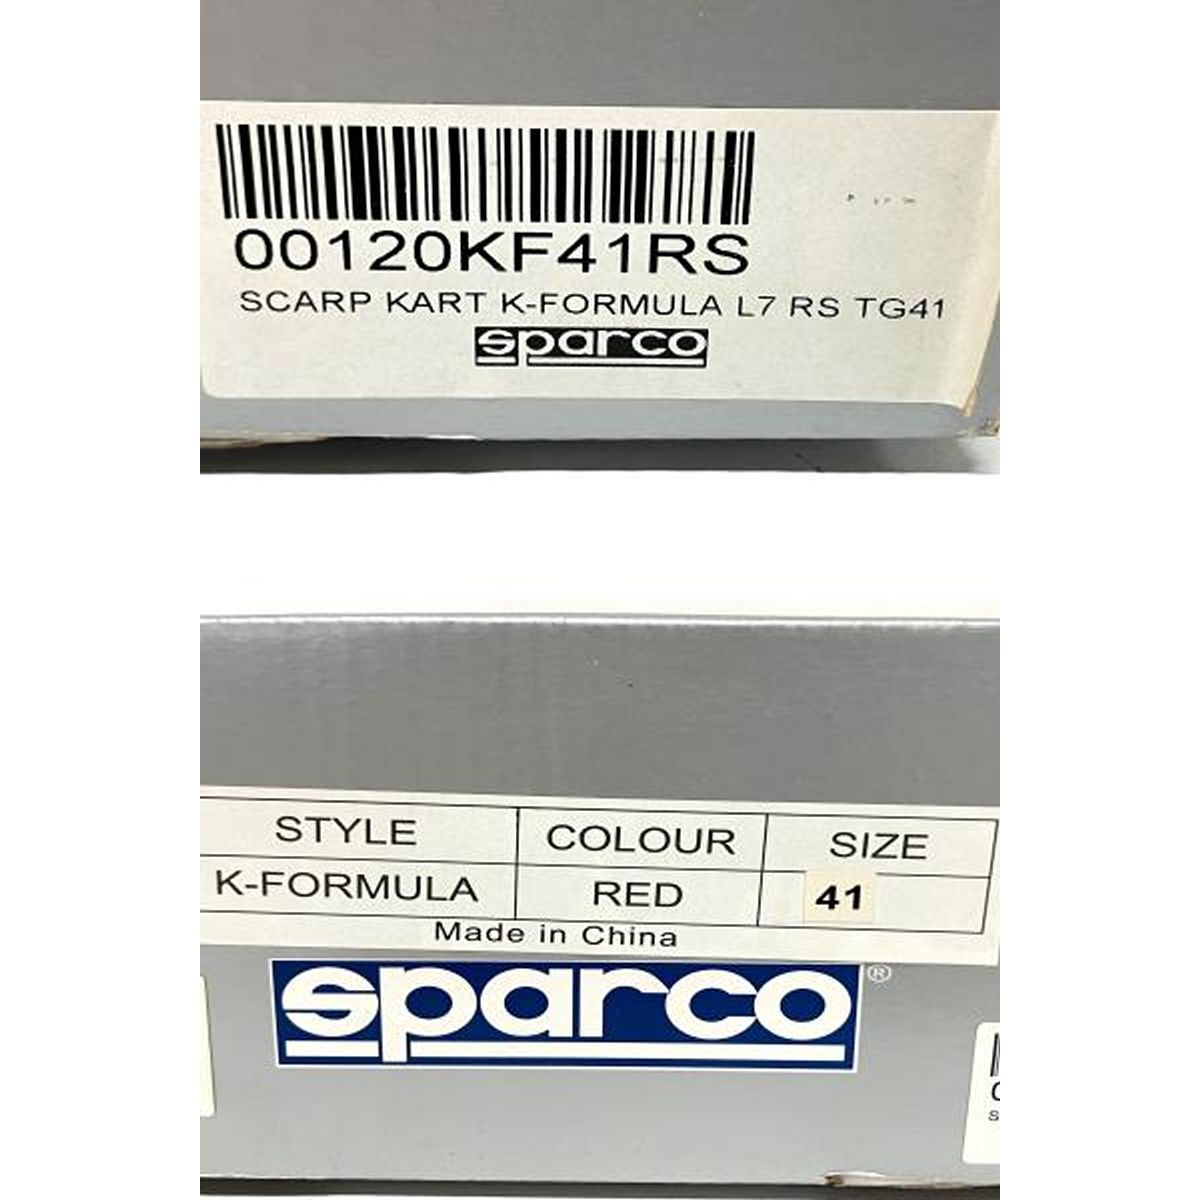 00120KF41RS
SCARP KART K-FORMULA L7 RS TG41
sparco
STYLE COLOUR SIZE
K-FORMULA RED 41
Made in China
sparco®